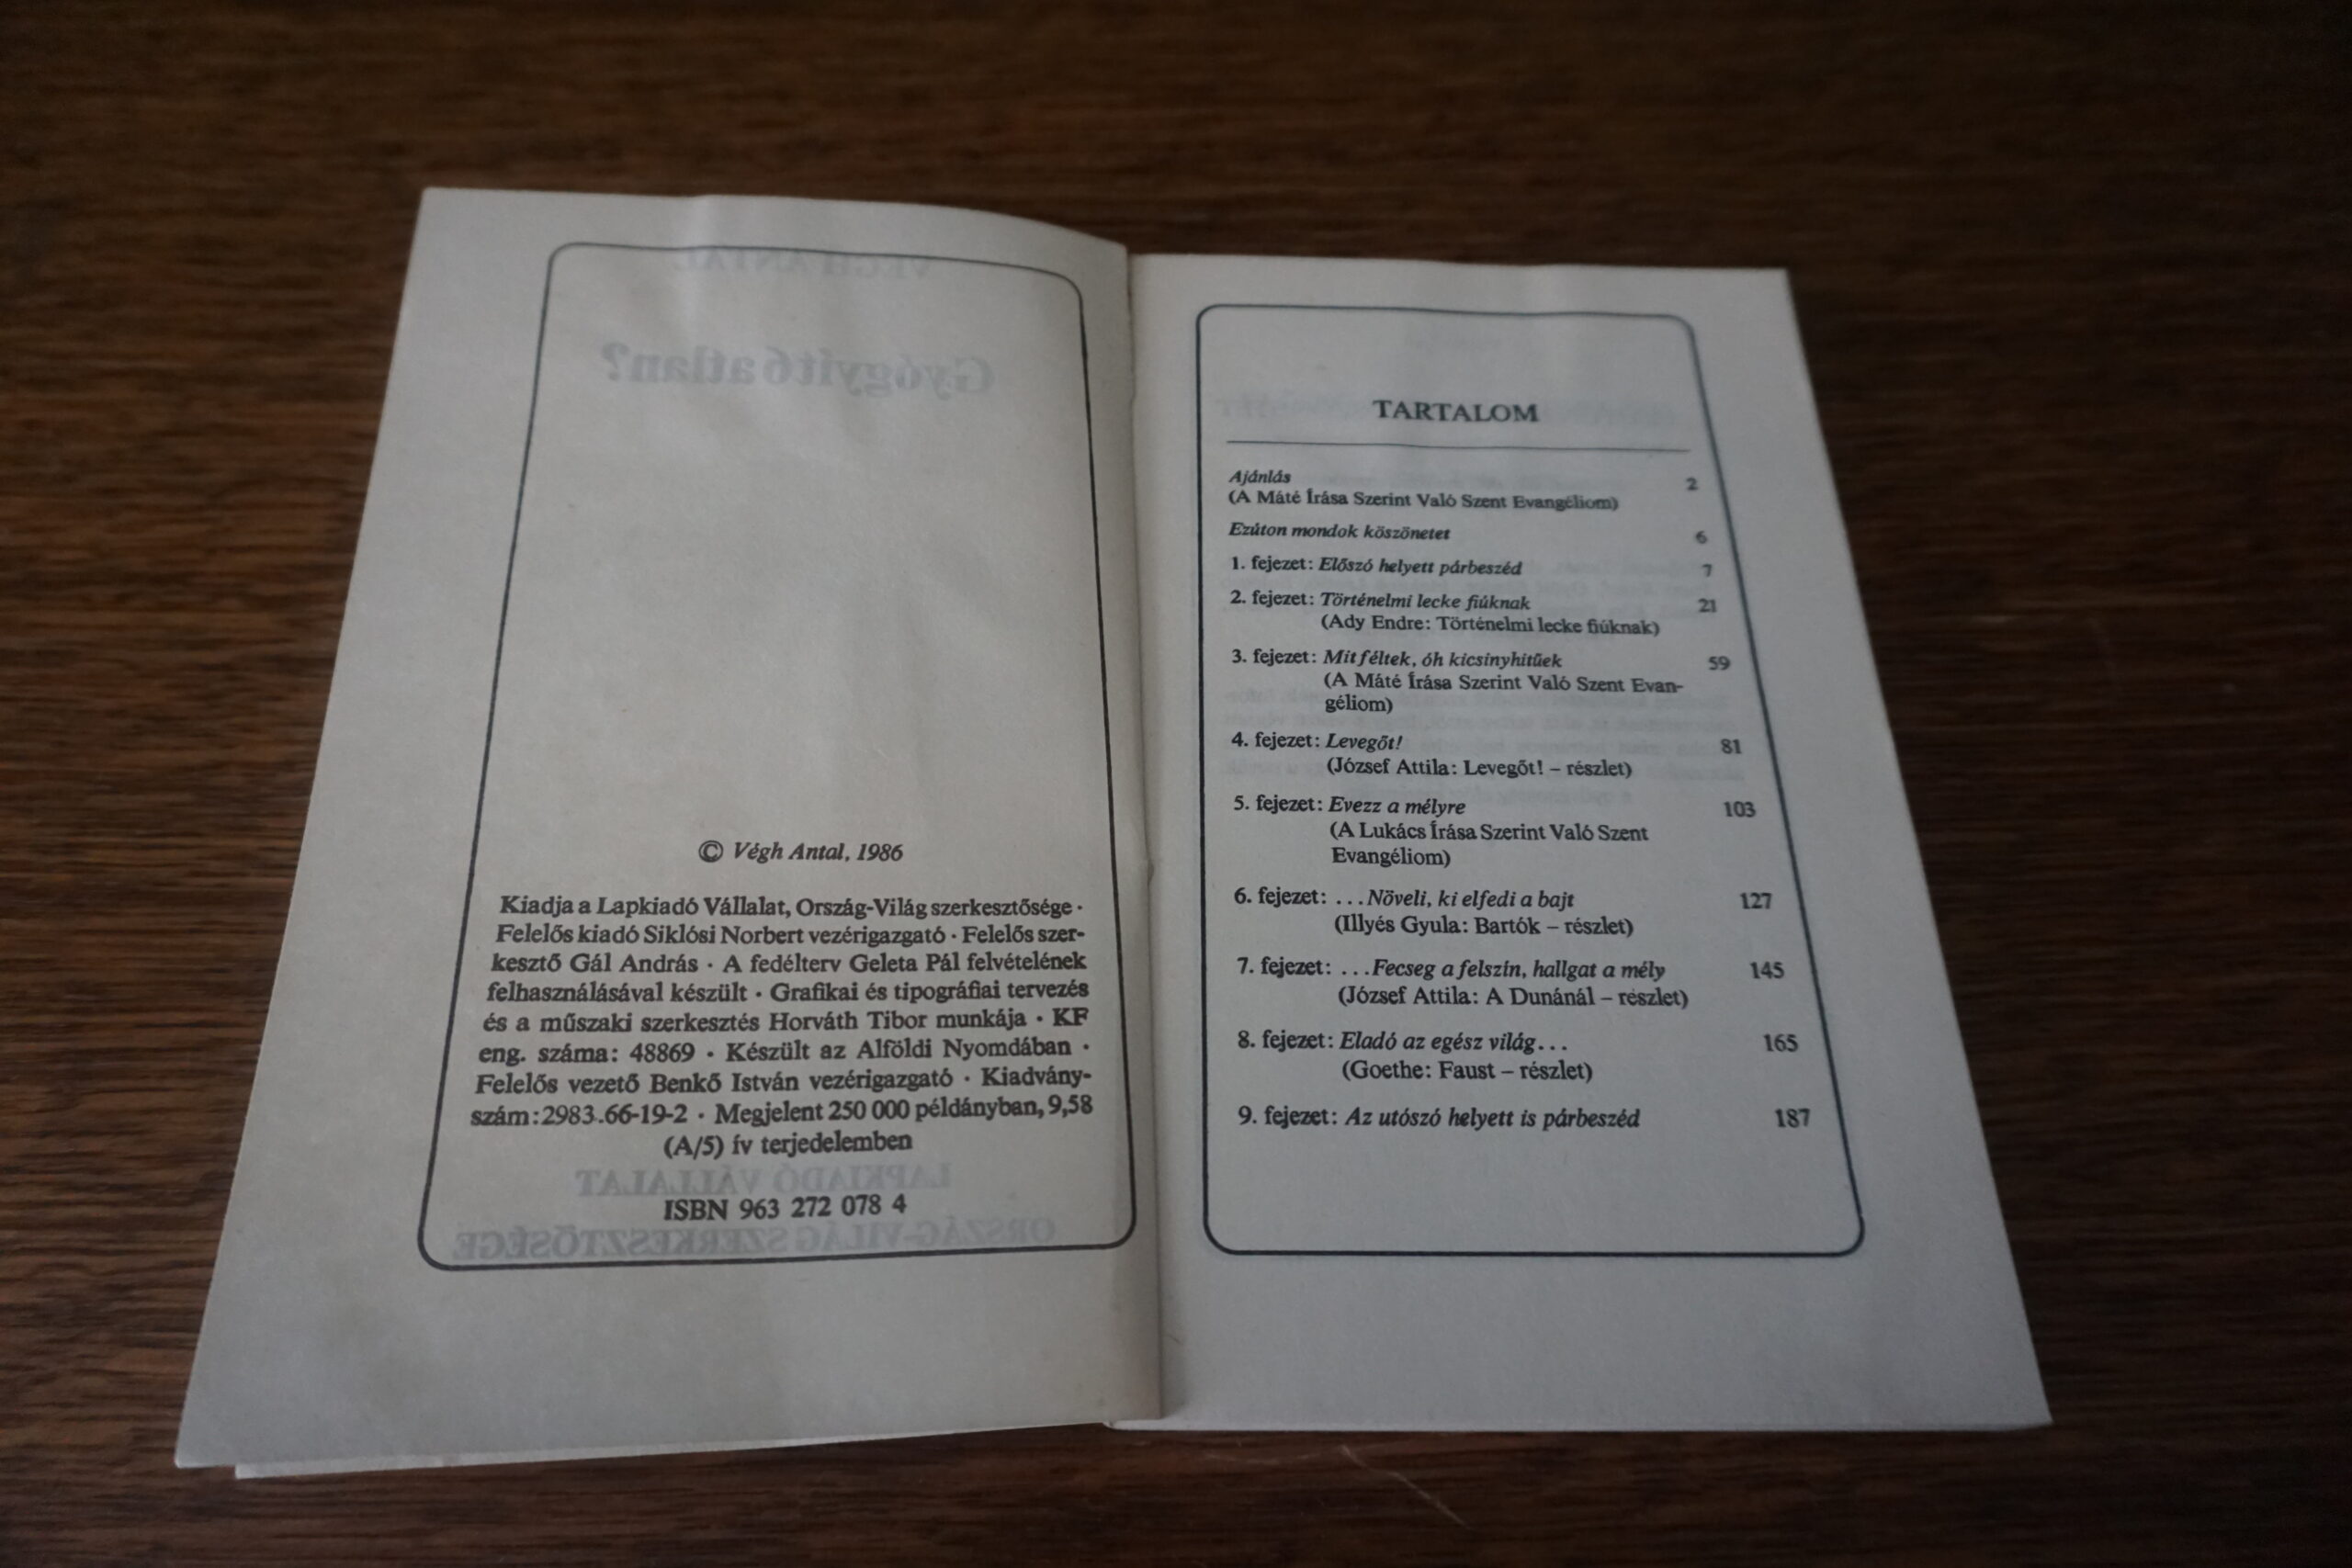 VÉGH ANTAL
Gyógyít6atlan?
© Végh Antal, 1986
Kiadja a Lapkiadó Vállalat, Ország-Világ szerkesztősége ·
Felelős kiadó Siklósi Norbert vezérigazgató · Felelős szer-
kesztő Gál András · A fedélterv Geleta Pál felvételének
felhasználásával készült · Grafikai és tipográfiai tervezés
és a műszaki szerkesztés Horváth Tibor munkája · KF
eng. száma: 48869 · Készült az Alföldi Nyomdában ·
Felelős vezető Benkő István vezérigazgató · Kiadvány-
szám: 2983.66-19-2 · Megjelent 250 000 példányban, 9,58
(A/5) ív terjedelemben
LAPKIADÓ VÁLLALAT
ISBN 963 272 078 4
ORSZÁG-VILÁG SZERKESZTŐSÉGE
TARTALOM
Ajánlás 2
(A Máté Írása Szerint Való Szent Evangéliom)
Ezúton mondok köszönetet 6
1. fejezet: Előszó helyett párbeszéd 7
2. fejezet: Történelmi lecke fiúknak 21
(Ady Endre: Történelmi lecke fiúknak)
3. fejezet: Mit féltek, óh kicsinyhitűek 59
(A Máté Írása Szerint Való Szent Evan-
géliom)
4. fejezet: Levegőt! 81
(József Attila: Levegőt! – részlet)
5. fejezet: Evezz a mélyre 103
(A Lukács Írása Szerint Való Szent
Evangéliom)
6. fejezet: ...Növeli, ki elfedi a bajt 127
(Illyés Gyula: Bartók – részlet)
7. fejezet: ...Fecseg a felszín, hallgat a mély 145
(József Attila: A Dunánál – részlet)
8. fejezet: Eladó az egész világ... 165
(Goethe: Faust – részlet)
9. fejezet: Az utószó helyett is párbeszéd 187